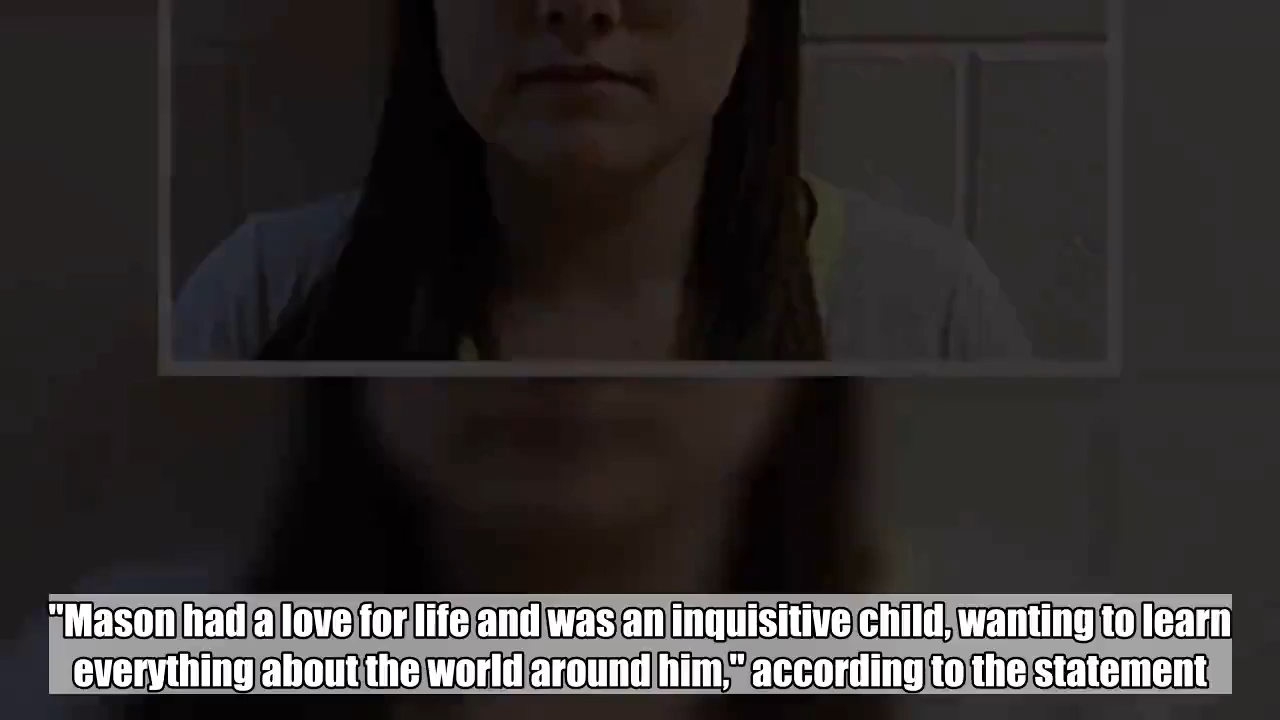 "Mason had a love for life and was an inquisitive child, wanting to learn
everything about the world around him," according to the statement